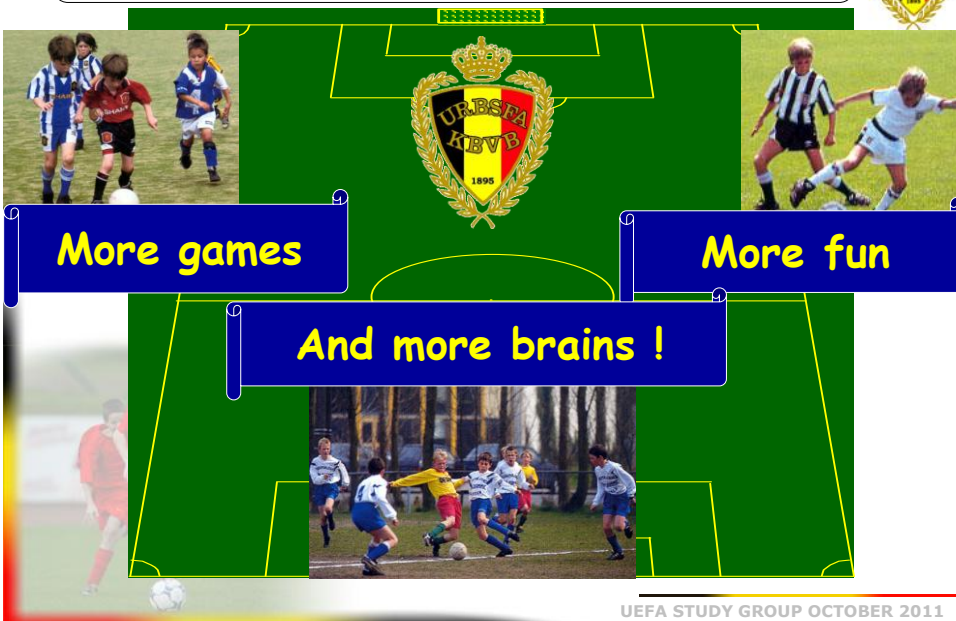 URBSFA
KBVB
1895
More games
More fun
And more brains !
UEFA STUDY GROUP OCTOBER 2011